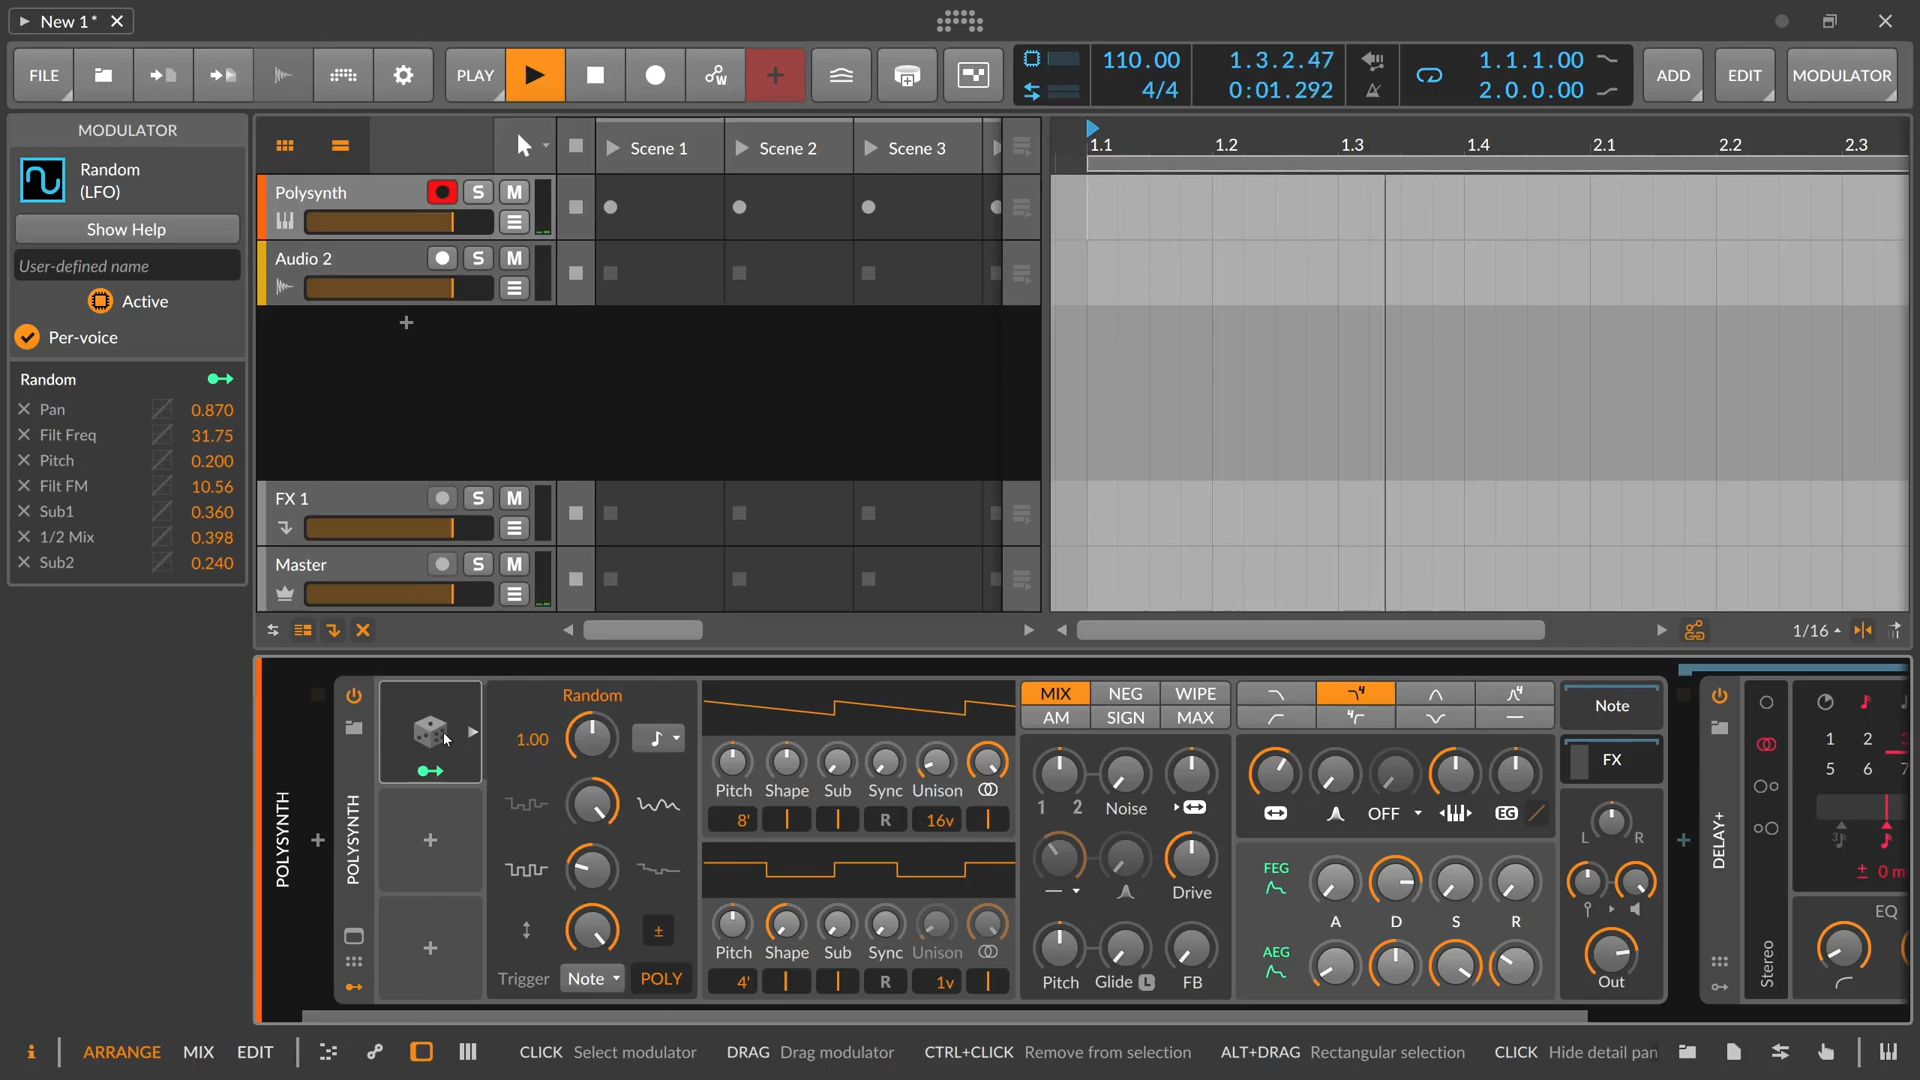 New 1*
FILE
PLAY
110.00
4/4
1.3.2.47
0:01.292
1.1.1.00
2.0.0.00
ADD
EDIT
MODULATOR
MODULATOR
Random
(LFO)
Show Help
User-defined name
Active
Per-voice
Random
Pan 0.870
Filt Freq 31.75
Pitch 0.200
Filt FM 10.56
Sub1 0.360
1/2 Mix 0.398
Sub2 0.240
Scene 1
Scene 2
Scene 3
1.1 1.2 1.3 1.4 2.1 2.2 2.3
Polysynth S M
Audio 2 S M
FX 1 S M
Master S M
1/16
POLYSYNTH
POLYSYNTH
Random
1.00
Trigger Note POLY
Pitch Shape Sub Sync Unison
8' R 16v
Pitch Shape Sub Sync Unison
4' R 1v
MIX NEG WIPE
AM SIGN MAX
1 2 Noise
Drive
Pitch Glide L FB
4 4
4
OFF EG
FEG
A D S R
AEG
Note
FX
L R
Out
DELAY+
Stereo
1 2
5 6 7
3
± 0 m
EQ
ARRANGE MIX EDIT
CLICK Select modulator DRAG Drag modulator CTRL+CLICK Remove from selection ALT+DRAG Rectangular selection CLICK Hide detail pan